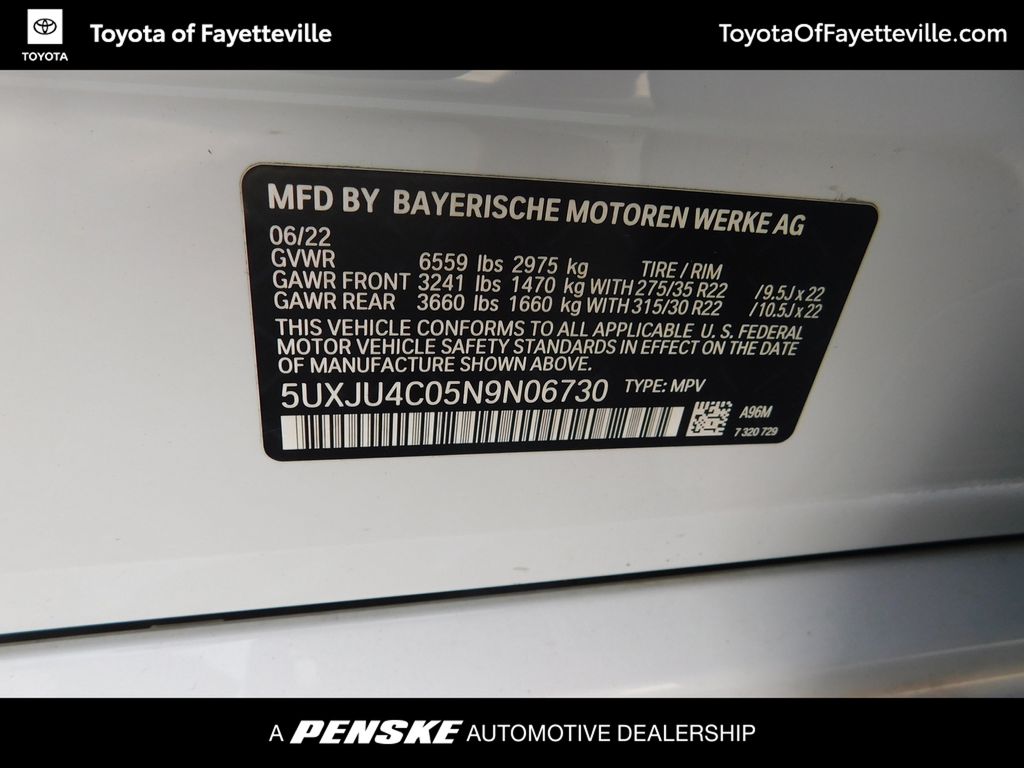 TOYOTA
Toyota of Fayetteville
ToyotaOfFayetteville.com
MFD BY BAYERISCHE MOTOREN WERKE AG
06/22
GVWR 6559 lbs 2975 kg TIRE / RIM
GAWR FRONT 3241 lbs 1470 kg WITH 275/35 R22 /9.5J x 22
GAWR REAR 3660 lbs 1660 kg WITH 315/30 R22 /10.5J x 22
THIS VEHICLE CONFORMS TO ALL APPLICABLE U. S. FEDERAL
MOTOR VEHICLE SAFETY STANDARDS IN EFFECT ON THE DATE
OF MANUFACTURE SHOWN ABOVE.
5UXJU4C05N9N06730 TYPE: MPV
A96M
7 320 729
A PENSKE AUTOMOTIVE DEALERSHIP